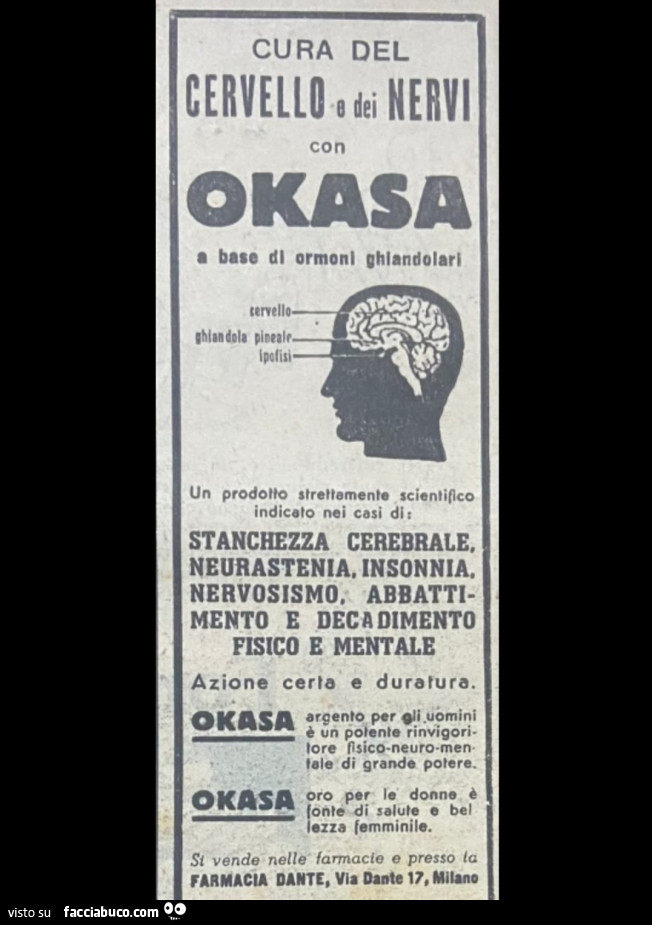 CURA DEL
CERVELLO e dei NERVI
con
OKASA
a base di ormoni ghiandolari
cervello
ghiandola pineale
ipofisi
Un prodotto strettamente scientifico
indicato nei casi di:
STANCHEZZA CEREBRALE,
NEURASTENIA, INSONNIA,
NERVOSISMO, ABBATTI-
MENTO E DECADIMENTO
FISICO E MENTALE
Azione certa e duratura.
OKASA argento per gli uomini
è un potente rinvigori-
tore fisico-neuro-men-
tale di grande potere.
OKASA oro per le donne è
fonte di salute e bel
lezza femminile.
Si vende nelle farmacie e presso la
FARMACIA DANTE, Via Dante 17, Milano
visto su facciabuco.com